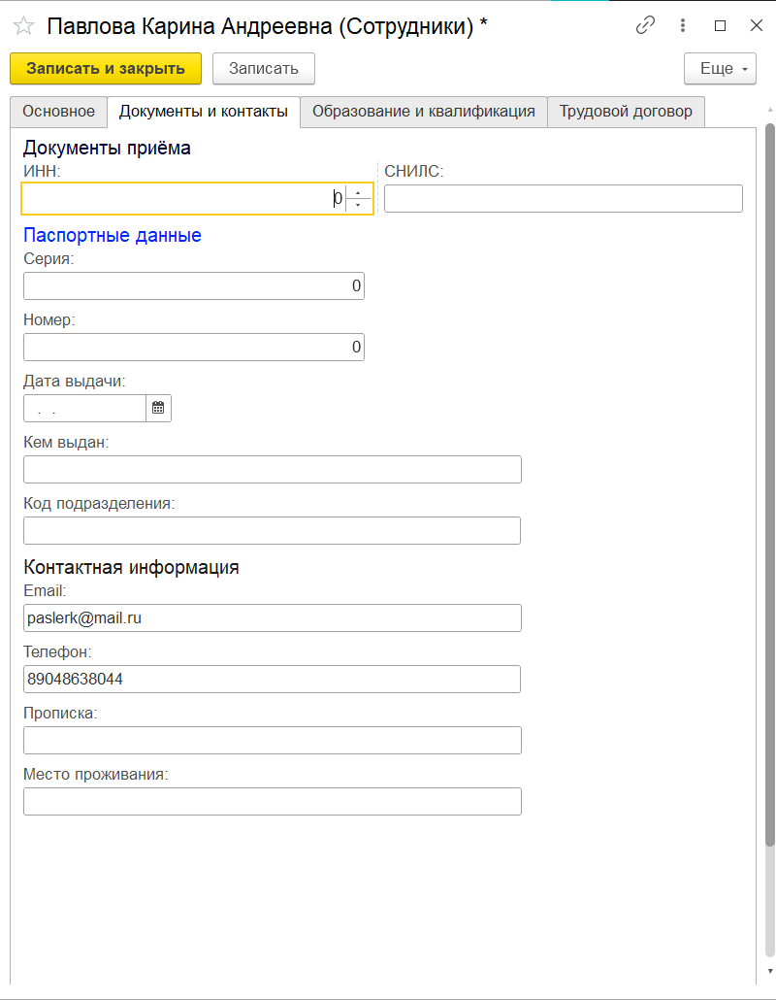 Павлова Карина Андреевна (Сотрудники) *
Записать и закрыть Записать Еще
Основное Документы и контакты Образование и квалификация Трудовой договор
Документы приёма
ИНН: СНИЛС:
0
Паспортные данные
Серия:
0
Номер:
0
Дата выдачи:
. .
Кем выдан:
Код подразделения:
Контактная информация
Email:
paslerk@mail.ru
Телефон:
89048638044
Прописка:
Место проживания: